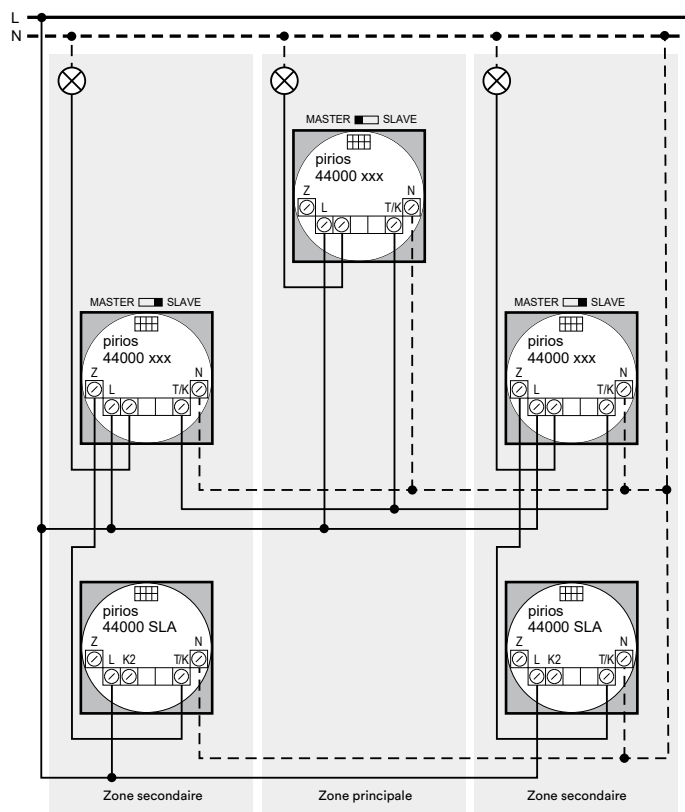 L
N
MASTER SLAVE
pirios
44000 xxx
Z L T/K N
MASTER SLAVE
pirios
44000 xxx
Z L T/K N
MASTER SLAVE
pirios
44000 xxx
Z L T/K N
pirios
44000 SLA
Z L K2 T/K N
pirios
44000 SLA
Z L K2 T/K N
Zone secondaire
Zone principale
Zone secondaire